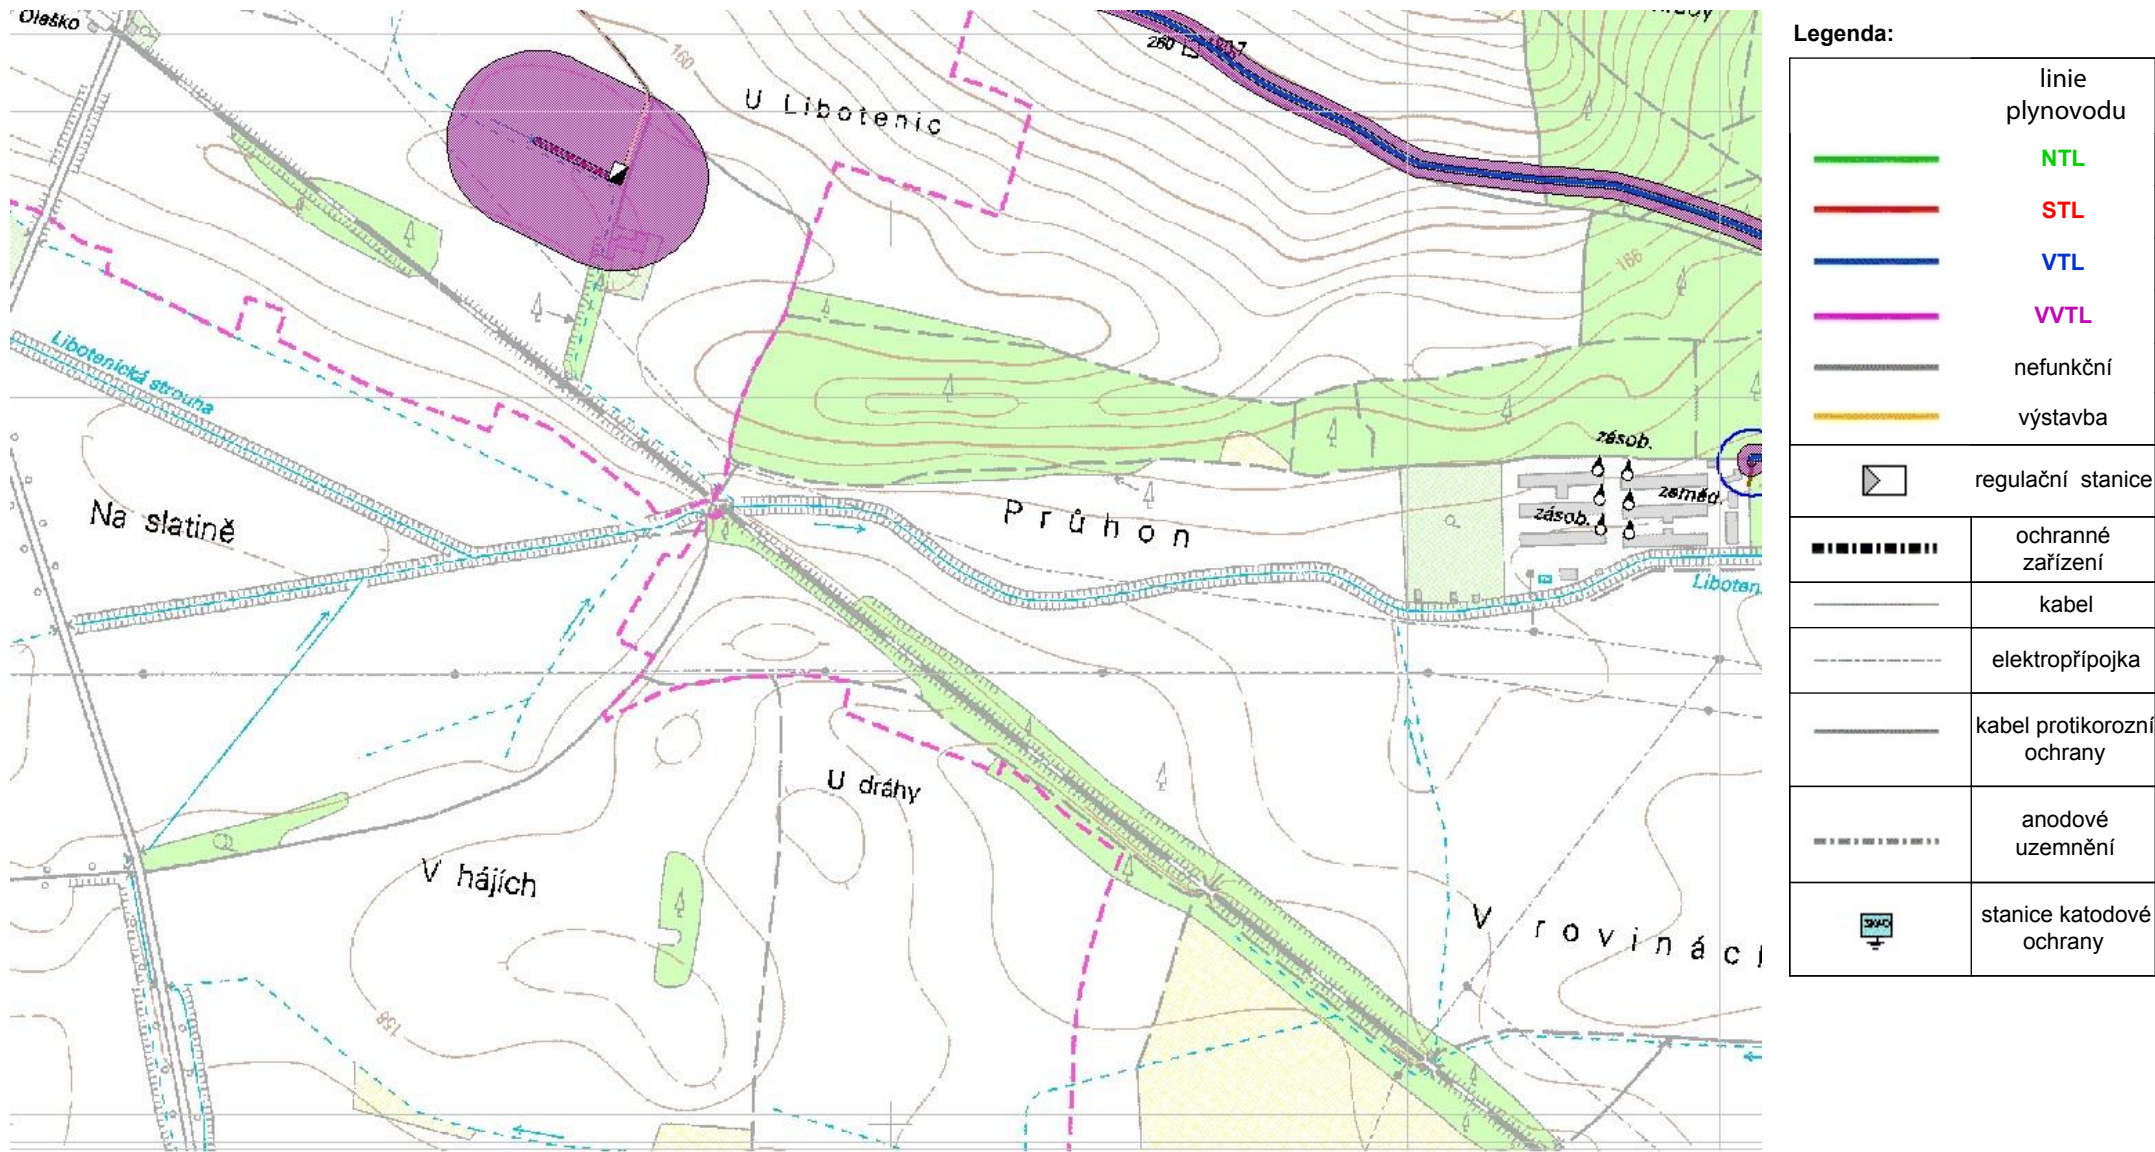 Oleško
U Libotenic
160
166
Libotenická strouha
Na slatině
Průhon
zásob.
zeměd.
zásob.
U dráhy
V hájích
V rovinách
158
Legenda:
linie
plynovodu
NTL
STL
VTL
VVTL
nefunkční
výstavba
regulační stanice
ochranné
zařízení
kabel
elektropřípojka
kabel protikorozní
ochrany
anodové
uzemnění
stanice katodové
ochrany